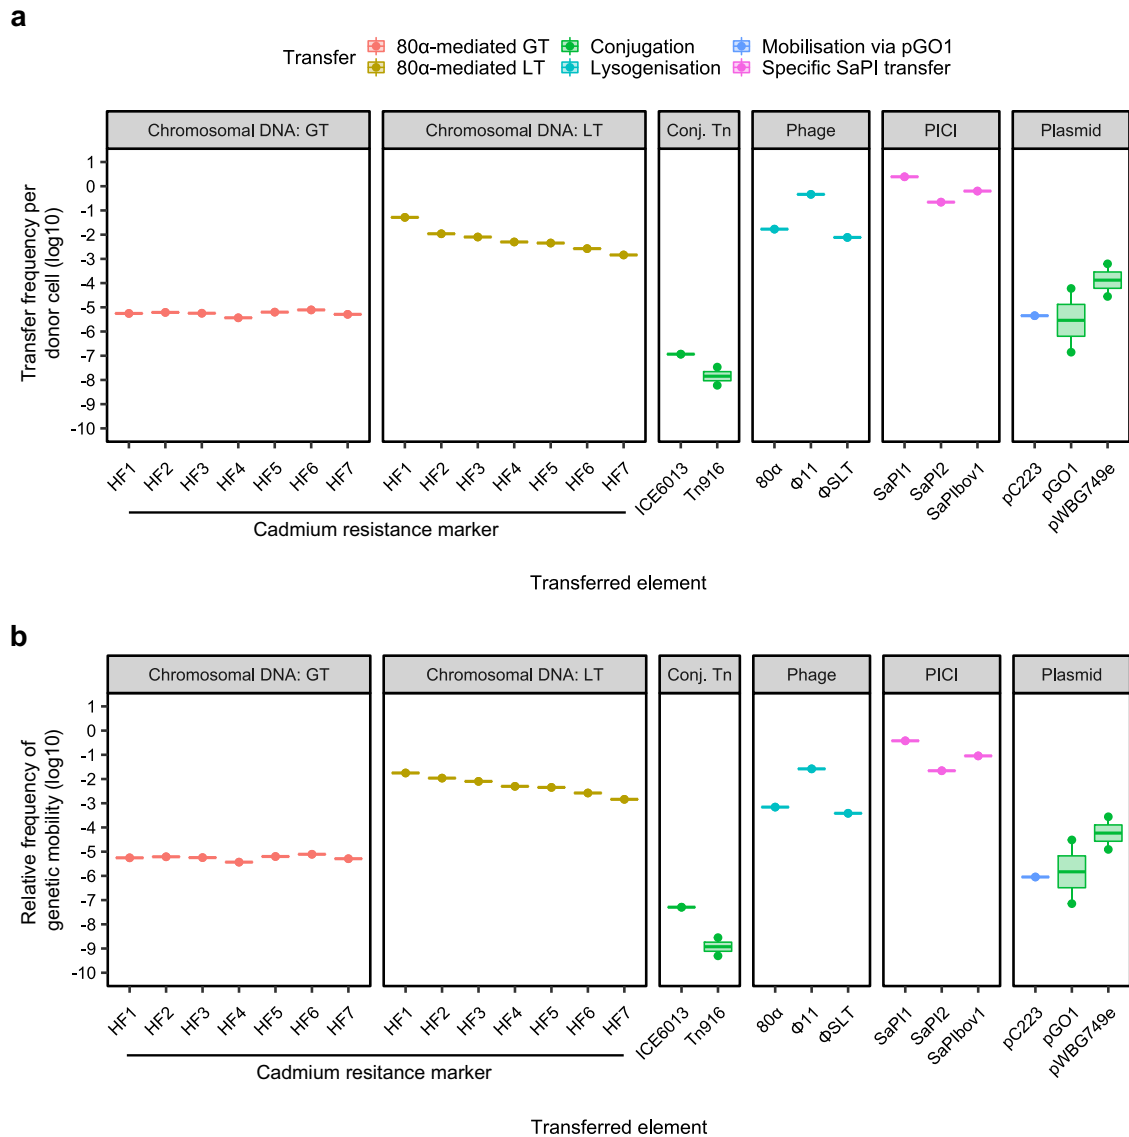 a
Transfer
80α-mediated GT
Conjugation
Mobilisation via pGO1
80α-mediated LT
Lysogenisation
Specific SaPI transfer
Chromosomal DNA: GT
Chromosomal DNA: LT
Conj. Tn
Phage
PICI
Plasmid
Transfer frequency per
donor cell (log10)
1
0
-1
-2
-3
-4
-5
-6
-7
-8
-9
-10
HF1 HF2 HF3 HF4 HF5 HF6 HF7
HF1 HF2 HF3 HF4 HF5 HF6 HF7
ICE6013 Tn916
80α Φ11 ΦSLT
SaPI1 SaPI2 SaPIbov1
pC223 pGO1 pWBG749e
Cadmium resistance marker
Transferred element
b
Chromosomal DNA: GT
Chromosomal DNA: LT
Conj. Tn
Phage
PICI
Plasmid
Relative frequency of
genetic mobility (log10)
1
0
-1
-2
-3
-4
-5
-6
-7
-8
-9
-10
HF1 HF2 HF3 HF4 HF5 HF6 HF7
HF1 HF2 HF3 HF4 HF5 HF6 HF7
ICE6013 Tn916
80α Φ11 ΦSLT
SaPI1 SaPI2 SaPIbov1
pC223 pGO1 pWBG749e
Cadmium resitance marker
Transferred element